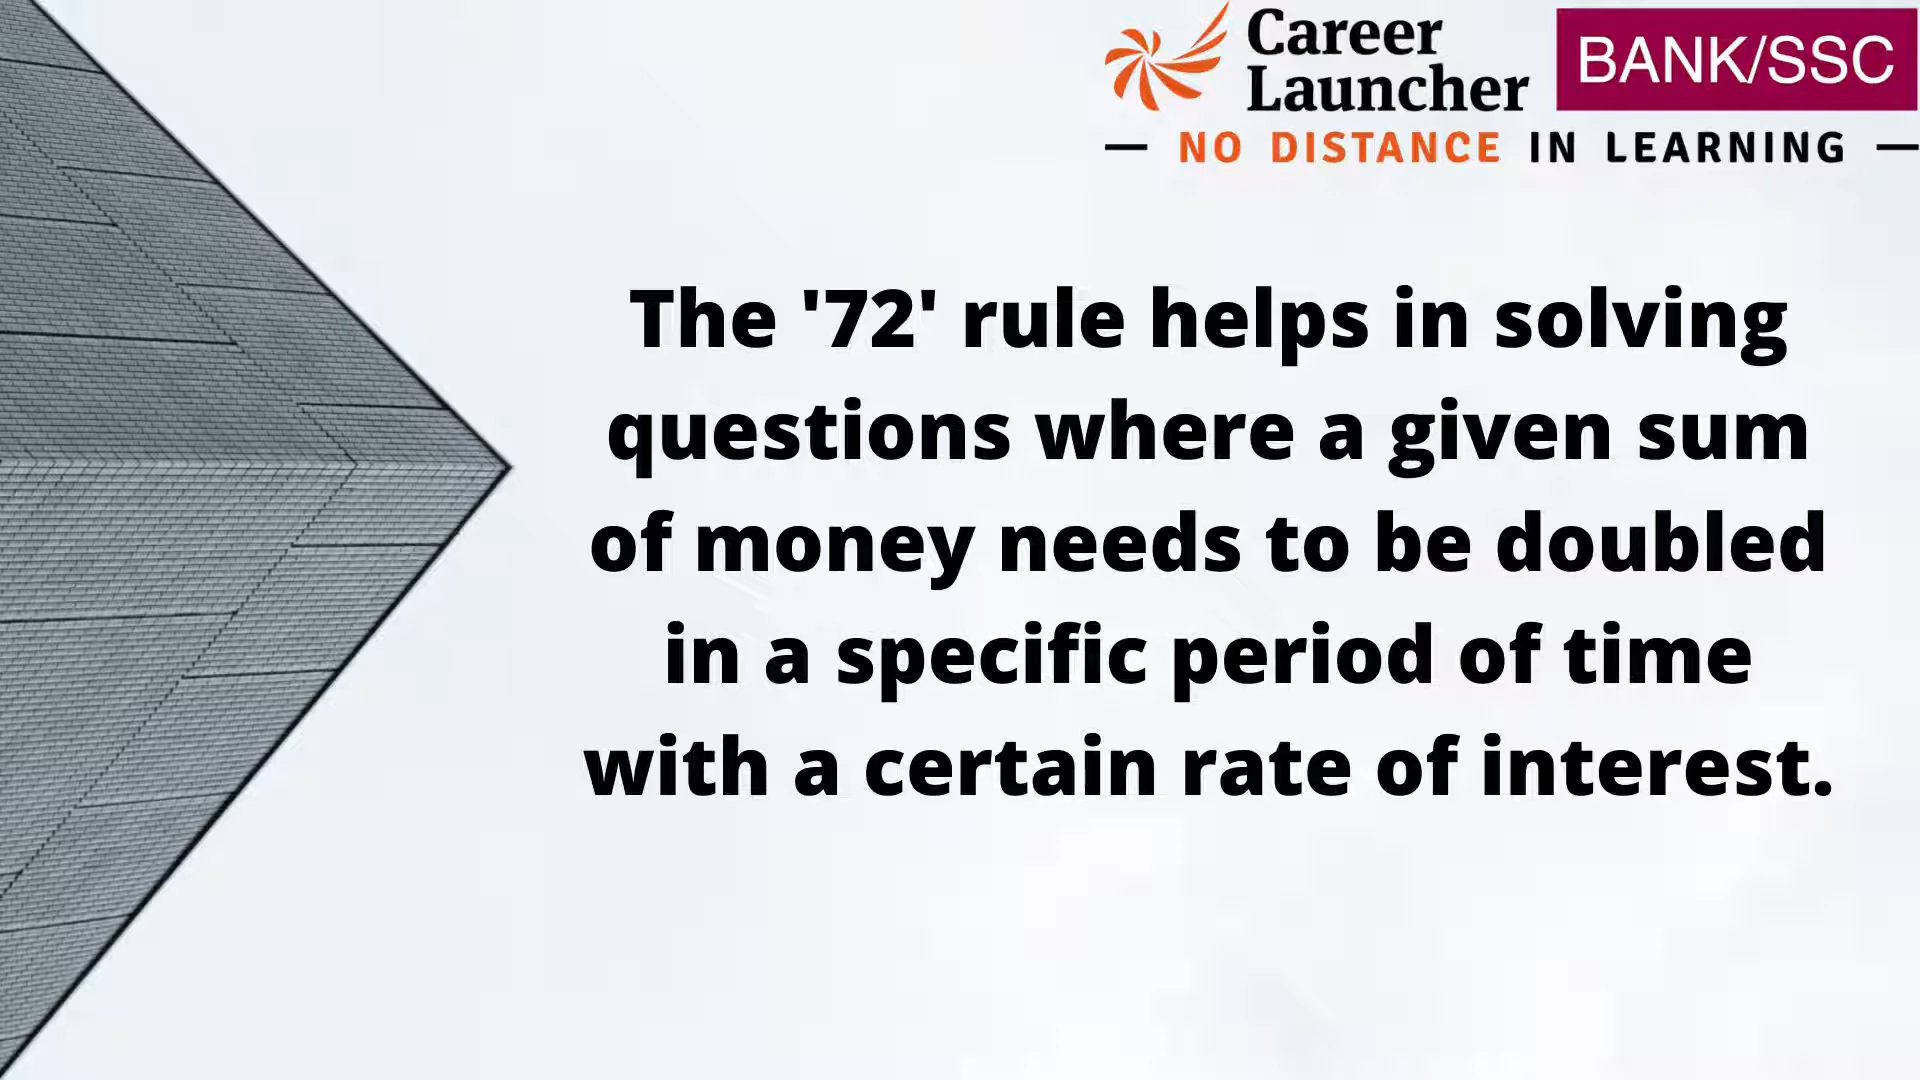 Career
Launcher
BANK/SSC
— NO DISTANCE IN LEARNING —
The '72' rule helps in solving
questions where a given sum
of money needs to be doubled
in a specific period of time
with a certain rate of interest.